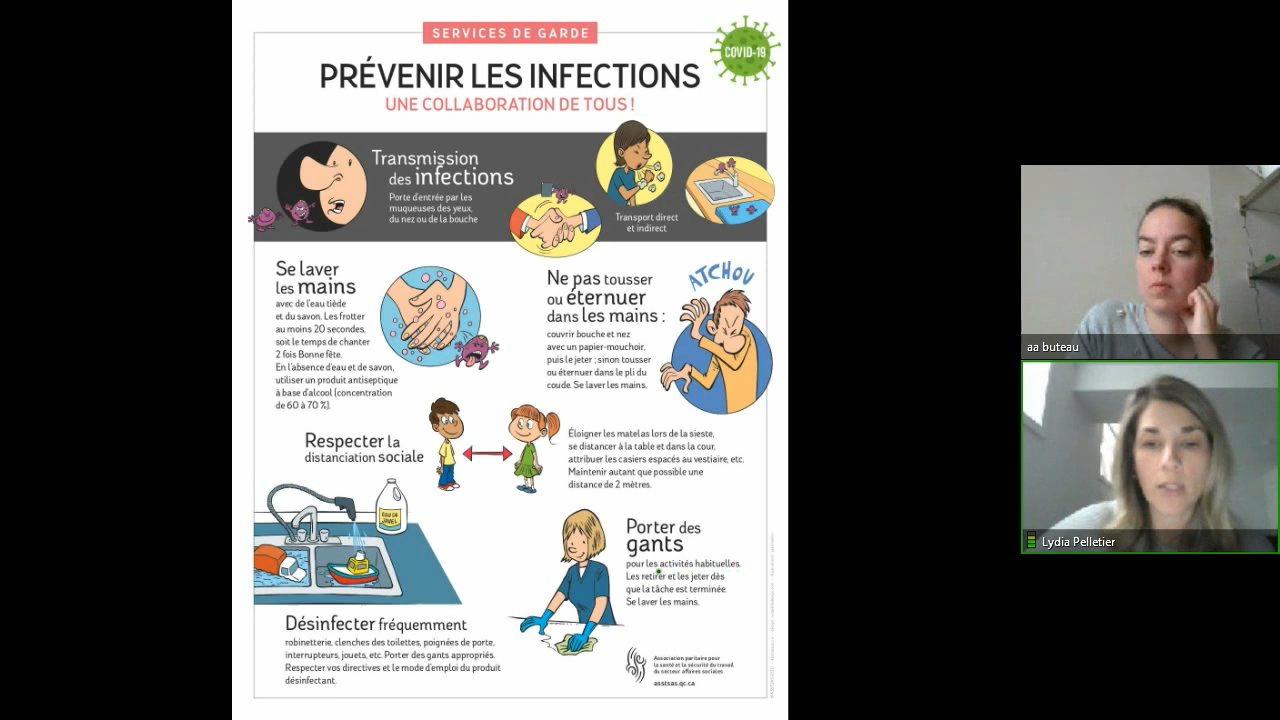 SERVICES DE GARDE
COVID-19
PRÉVENIR LES INFECTIONS
UNE COLLABORATION DE TOUS !
Transmission
des infections
Porte d'entrée par les
muqueuses des yeux,
du nez ou de la bouche
Transport direct
et indirect
Se laver
les mains
avec de l'eau tiède
et du savon. Les frotter
au moins 20 secondes,
soit le temps de chanter
2 fois Bonne fête.
En l'absence d'eau et de savon,
utiliser un produit antiseptique
à base d'alcool (concentration
de 60 à 70 %).
Ne pas tousser
ou éternuer
dans les mains :
couvrir bouche et nez
avec un papier-mouchoir,
puis le jeter ; sinon tousser
ou éternuer dans le pli du
coude. Se laver les mains.
ATCHOU
Respecter la
distanciation sociale
Éloigner les matelas lors de la sieste,
se distancer à la table et dans la cour,
attribuer les casiers espacés au vestiaire, etc.
Maintenir autant que possible une
distance de 2 mètres.
EAU DE
JAVEL
Porter des
gants
pour les activités habituelles.
Les retirer et les jeter dès
que la tâche est terminée.
Se laver les mains.
Désinfecter fréquemment
robinetterie, clenches des toilettes, poignées de porte,
interrupteurs, jouets, etc. Porter des gants appropriés.
Respecter vos directives et le mode d'emploi du produit
désinfectant.
Association paritaire pour
la santé et la sécurité du travail
du secteur affaires sociales
asstsas.qc.ca
aa buteau
Lydia Pelletier